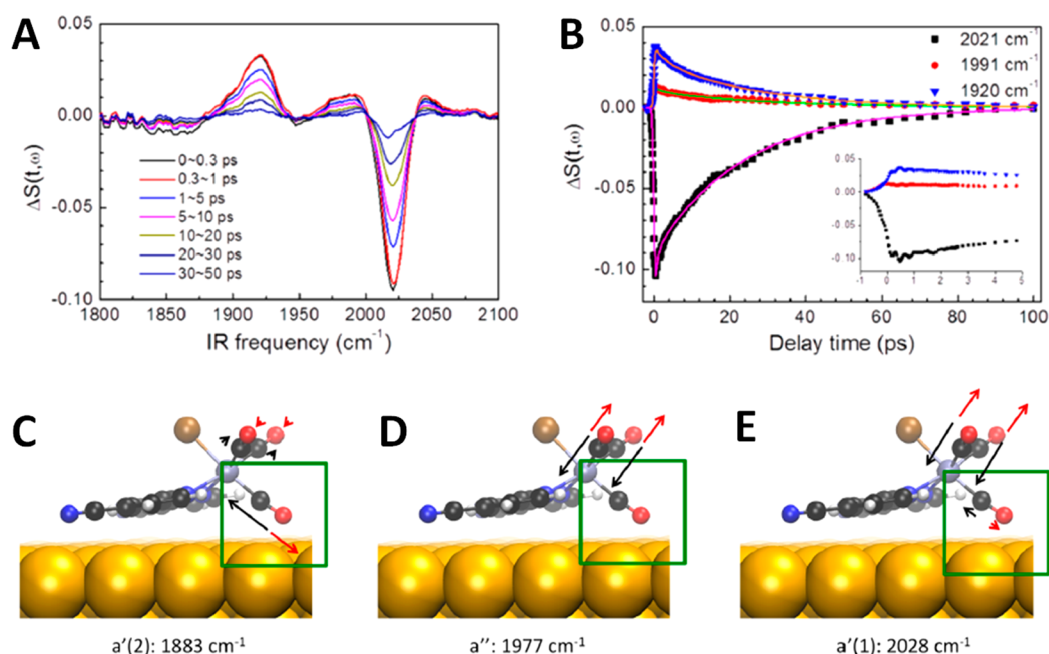 A
ΔS(t,ω)
0.05
0.00
-0.05
-0.10
0~0.3 ps
0.3~1 ps
1~5 ps
5~10 ps
10~20 ps
20~30 ps
30~50 ps
1800 1850 1900 1950 2000 2050 2100
IR frequency (cm⁻¹)
B
ΔS(t,ω)
0.05
0.00
-0.05
-0.10
2021 cm⁻¹
1991 cm⁻¹
1920 cm⁻¹
0.05
0.00
-0.05
-0.10
-1 0 1 2 3 4 5
0 20 40 60 80 100
Delay time (ps)
C
a’(2): 1883 cm⁻¹
D
a’’: 1977 cm⁻¹
E
a’(1): 2028 cm⁻¹